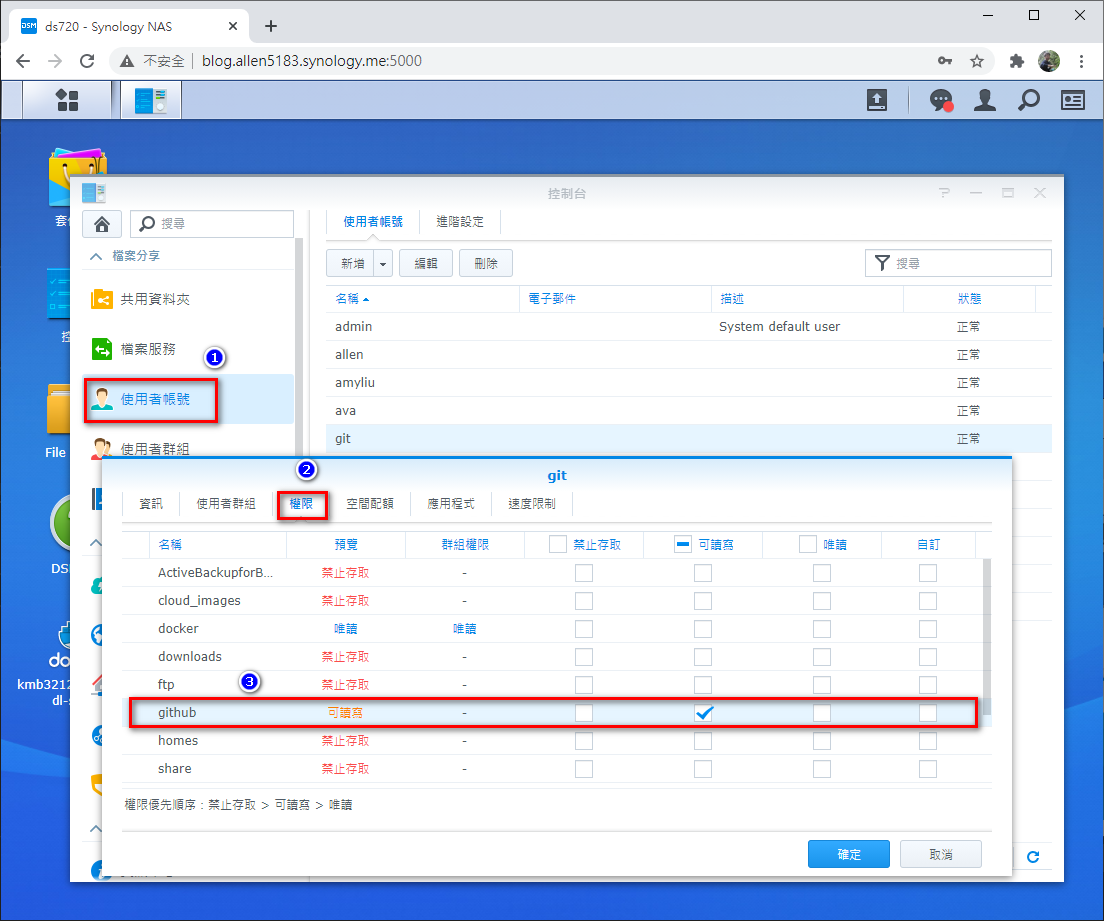 DSM ds720 - Synology NAS
不安全 blog.allen5183.synology.me:5000
控制台
搜尋
使用者帳號 進階設定
檔案分享
新增 編輯 刪除 搜尋
共用資料夾
名稱 電子郵件 描述 狀態
admin System default user 正常
檔案服務
allen 正常
1
amyliu 正常
使用者帳號
ava 正常
git 正常
使用者群組
File
2
git
資訊 使用者群組 權限 空間配額 應用程式 速度限制
名稱 預覽 群組權限 禁止存取 可讀寫 唯讀 自訂
ActiveBackupforB... 禁止存取 -
cloud_images 禁止存取 -
docker 唯讀 唯讀
downloads 禁止存取 -
3
ftp 禁止存取 -
github 可讀寫 -
homes 禁止存取 -
share 禁止存取 -
權限優先順序：禁止存取 > 可讀寫 > 唯讀
確定 取消